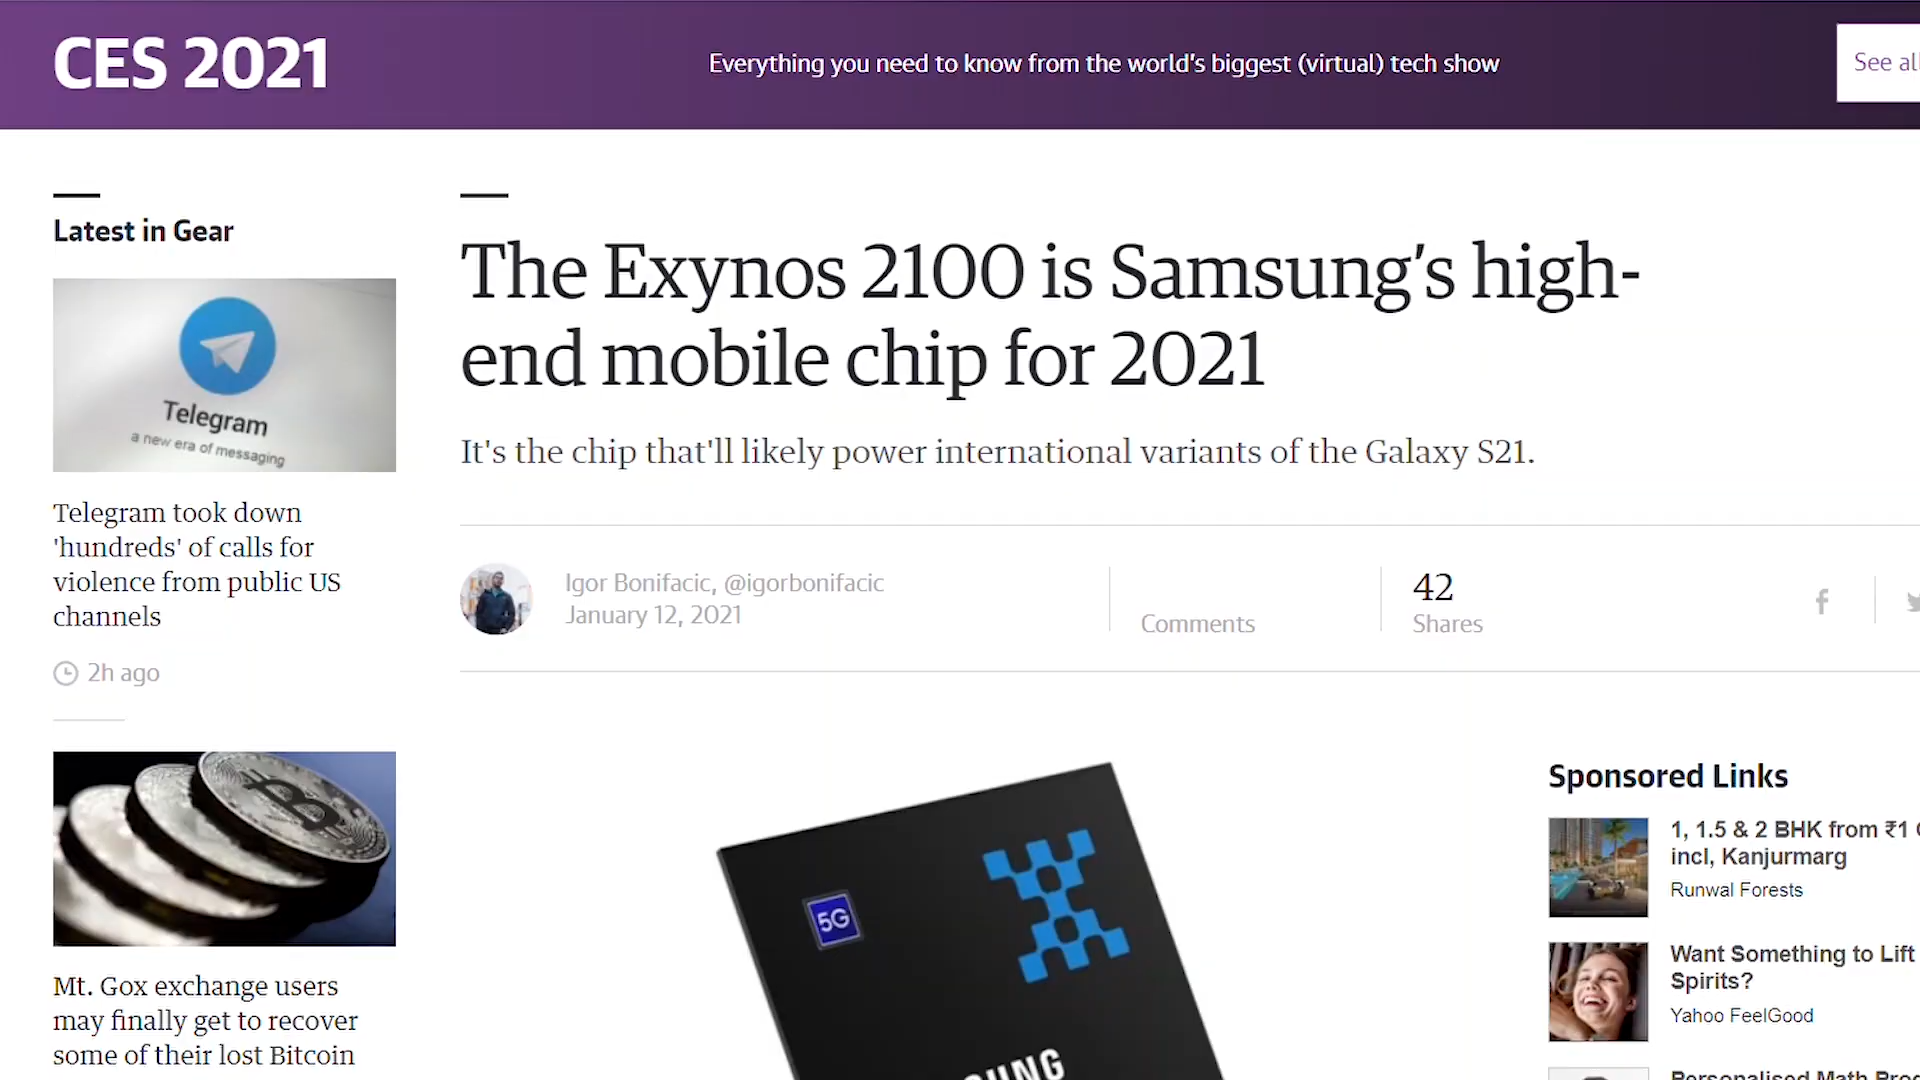 CES 2021
Everything you need to know from the world's biggest (virtual) tech show
See all
Latest in Gear
Telegram
a new era of messaging
Telegram took down
'hundreds' of calls for
violence from public US
channels
2h ago
Mt. Gox exchange users
may finally get to recover
some of their lost Bitcoin
The Exynos 2100 is Samsung's high-
end mobile chip for 2021
It's the chip that'll likely power international variants of the Galaxy S21.
Igor Bonifacic, @igorbonifacic
January 12, 2021
Comments
42
Shares
5G
Sponsored Links
1, 1.5 & 2 BHK from ₹1
incl, Kanjurmarg
Runwal Forests
Want Something to Lift
Spirits?
Yahoo FeelGood
Personalised Math